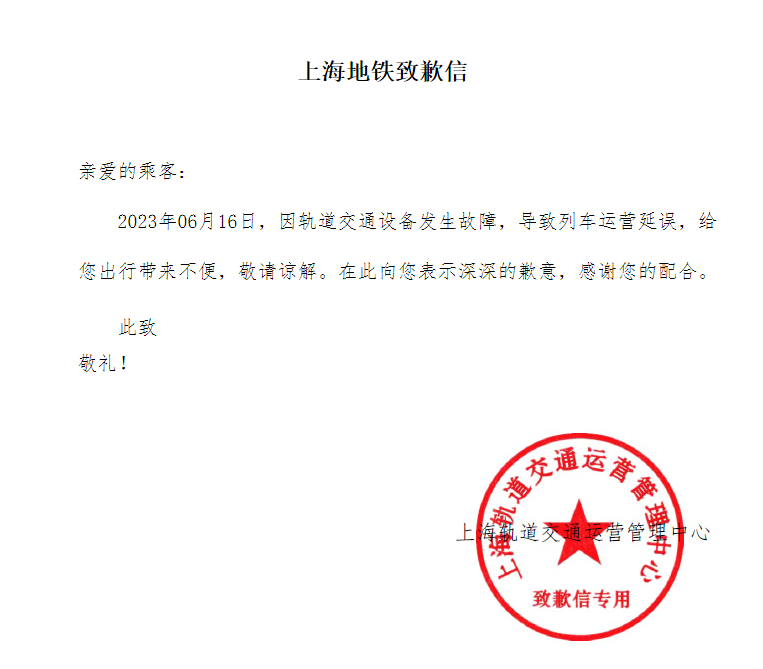 上海地铁致歉信
亲爱的乘客：
2023年06月16日，因轨道交通设备发生故障，导致列车运营延误，给
您出行带来不便，敬请谅解。在此向您表示深深的歉意，感谢您的配合。
此致
敬礼！
上海轨道交通运营管理中心
上海轨道交通运营管理中心
致歉信专用